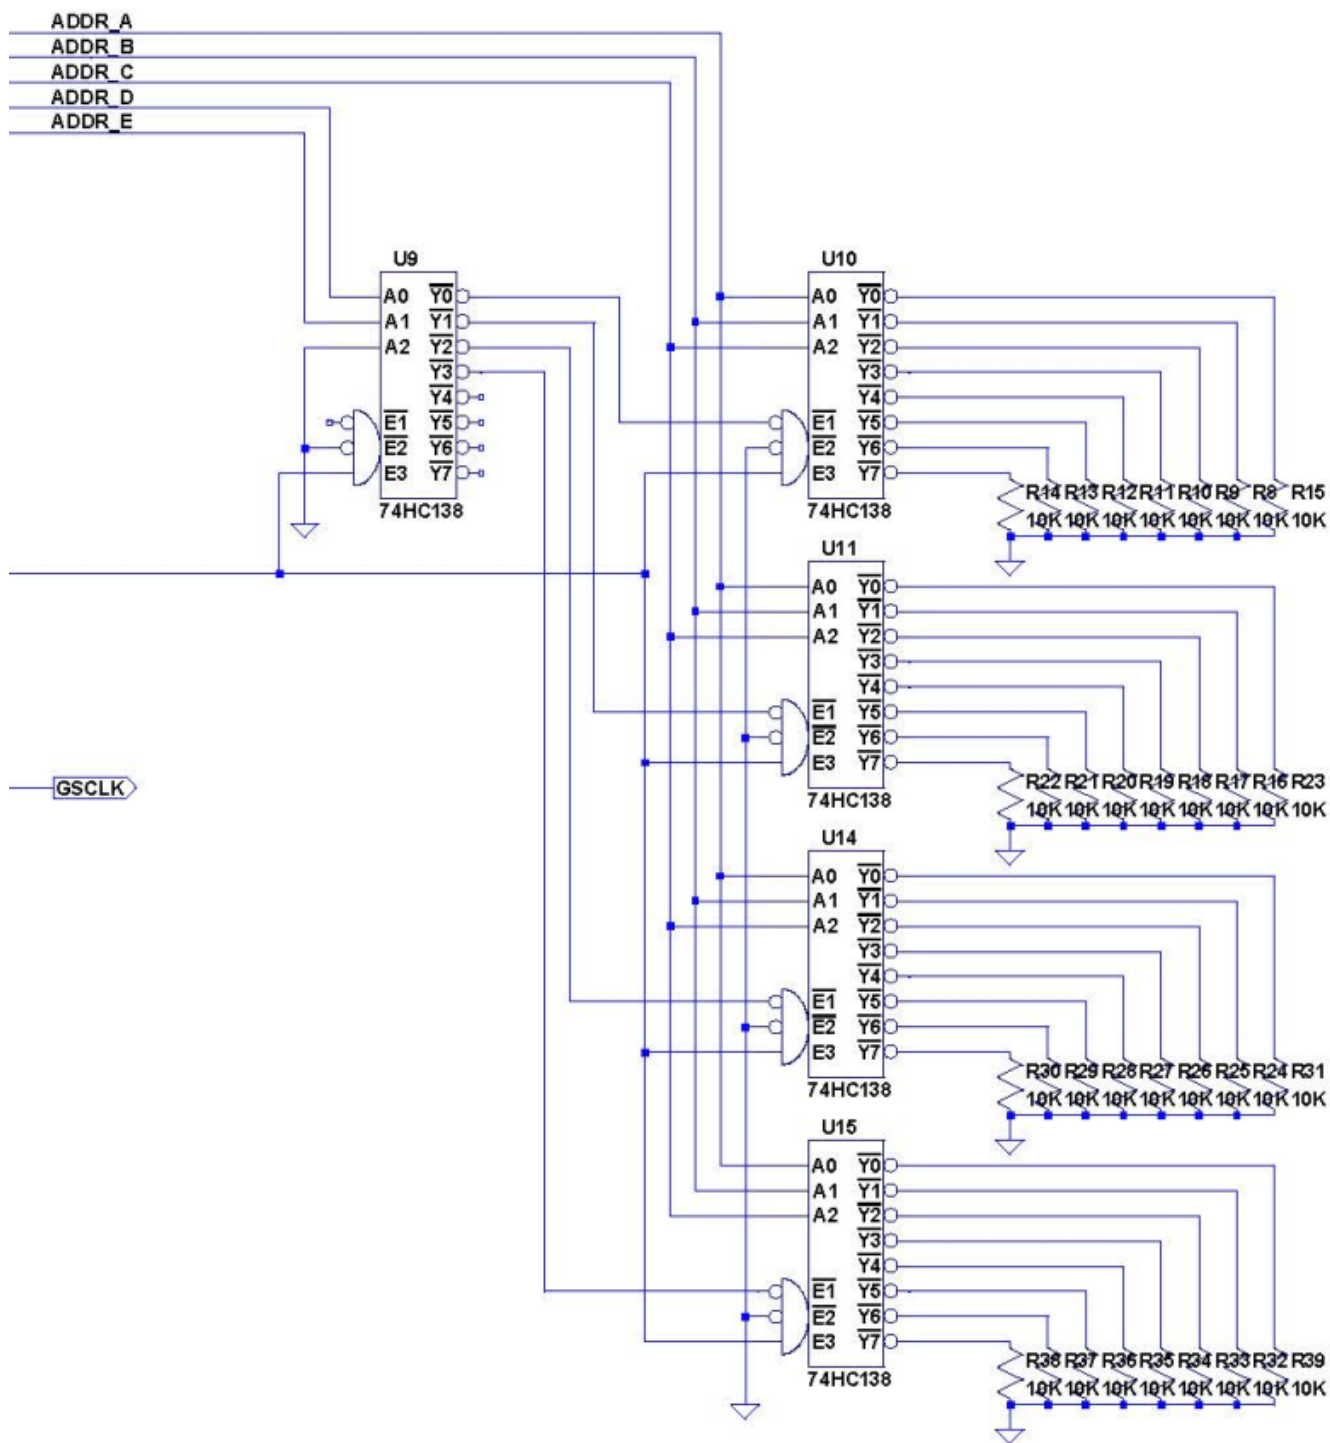 ADDR_A
ADDR_B
ADDR_C
ADDR_D
ADDR_E
U9
A0 Y0
A1 Y1
A2 Y2
Y3
Y4
E1 Y5
E2 Y6
E3 Y7
74HC138
U10
A0 Y0
A1 Y1
A2 Y2
Y3
Y4
E1 Y5
E2 Y6
E3 Y7
74HC138
R14 R13 R12 R11 R10 R9 R8 R15
10K 10K 10K 10K 10K 10K 10K 10K
U11
A0 Y0
A1 Y1
A2 Y2
Y3
Y4
E1 Y5
E2 Y6
E3 Y7
74HC138
R22 R21 R20 R19 R18 R17 R16 R23
10K 10K 10K 10K 10K 10K 10K 10K
GSCLK
U14
A0 Y0
A1 Y1
A2 Y2
Y3
Y4
E1 Y5
E2 Y6
E3 Y7
74HC138
R30 R29 R28 R27 R26 R25 R24 R31
10K 10K 10K 10K 10K 10K 10K 10K
U15
A0 Y0
A1 Y1
A2 Y2
Y3
Y4
E1 Y5
E2 Y6
E3 Y7
74HC138
R38 R37 R36 R35 R34 R33 R32 R39
10K 10K 10K 10K 10K 10K 10K 10K